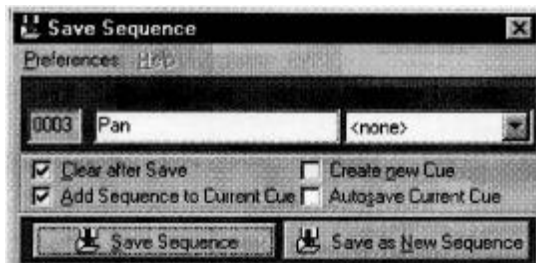 Save Sequence
Preferences Help
0003 Pan <none>
Clear after Save Create new Cue
Add Sequence to Current Cue Autosave Current Cue
Save Sequence Save as New Sequence